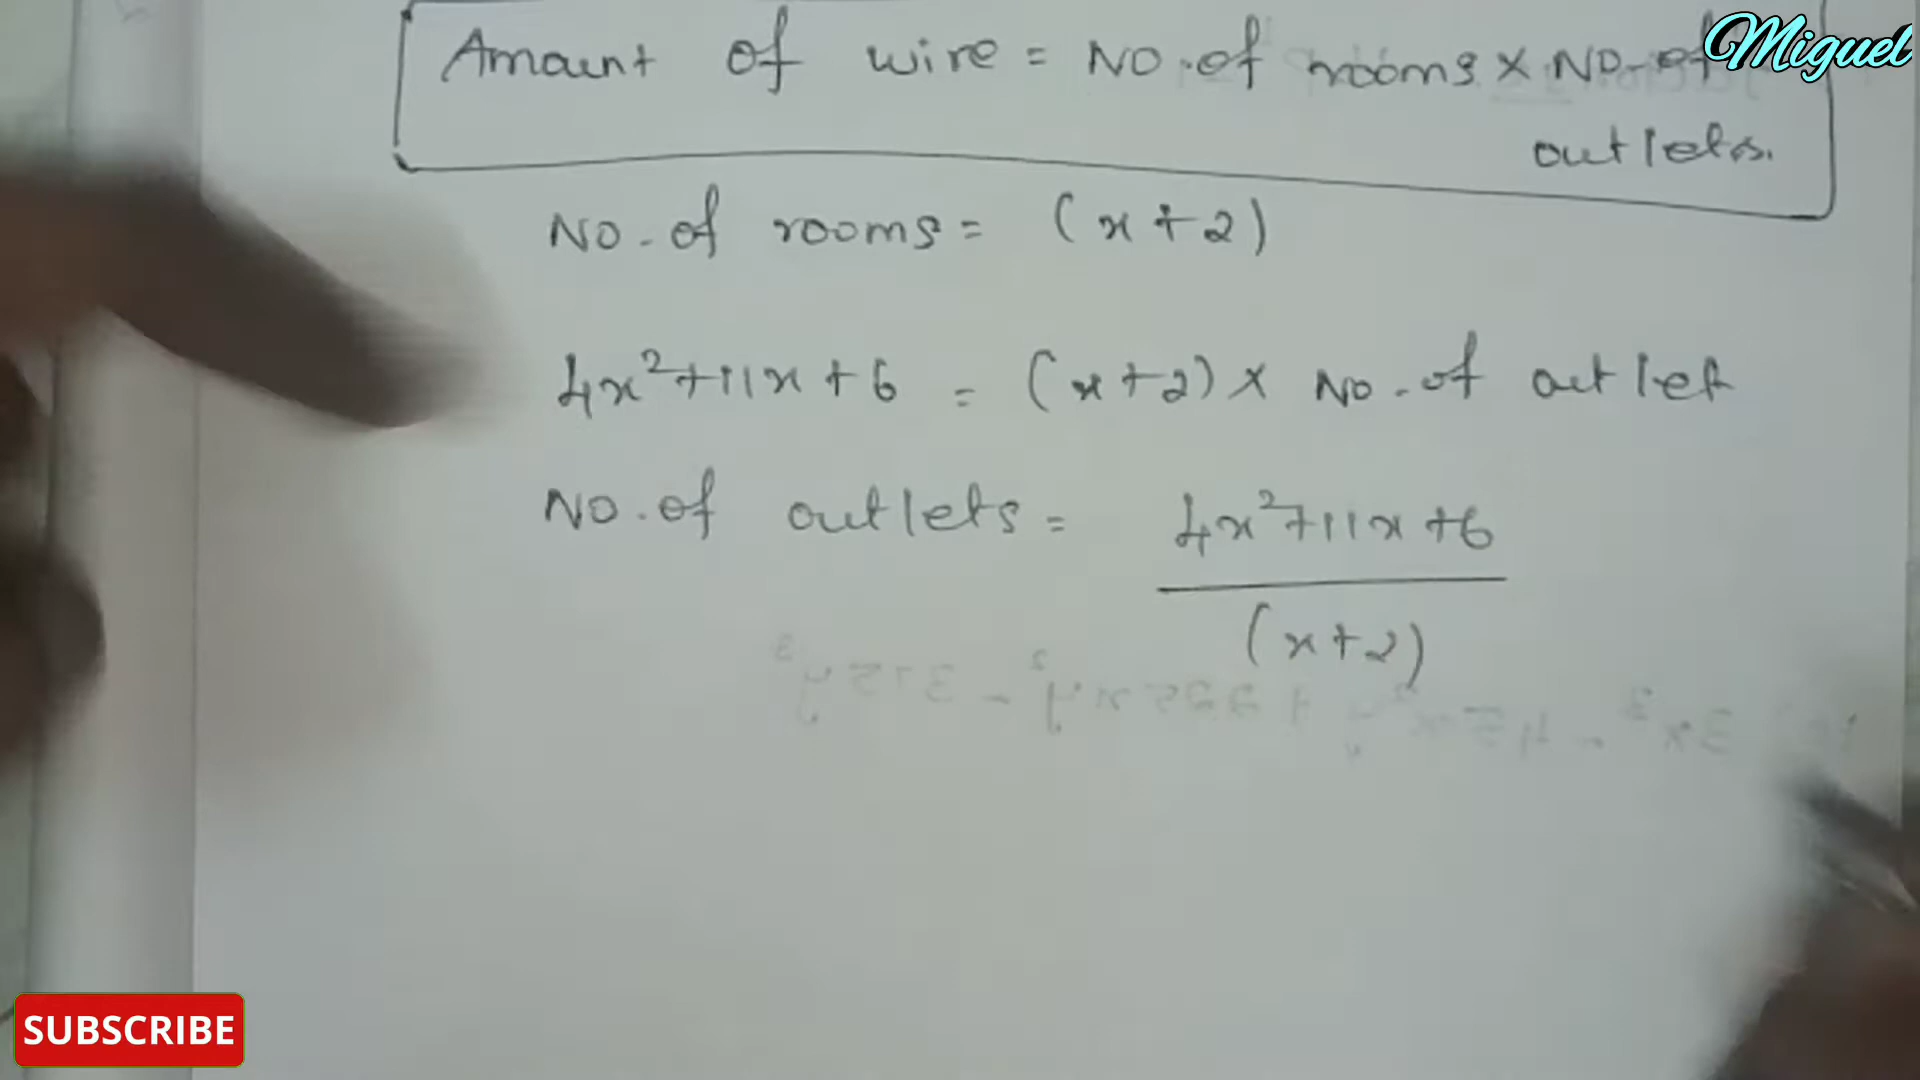 Miguel
Amount of wire = No. of rooms × No. of
outlets.
No. of rooms = (x + 2)
4x²+11x + 6 = (x+2) × No. of outlet
No. of outlets = 4x²+11x+6
(x+2)
SUBSCRIBE